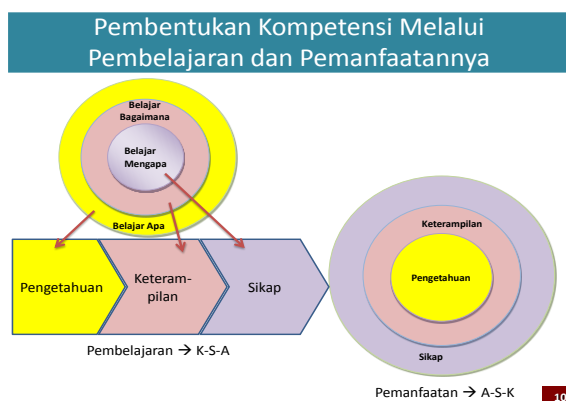 Pembentukan Kompetensi Melalui
Pembelajaran dan Pemanfaatannya
Belajar
Bagaimana
Belajar
Mengapa
Belajar Apa
Pengetahuan
Keteram-
pilan
Sikap
Pembelajaran → K-S-A
Keterampilan
Pengetahuan
Sikap
Pemanfaatan → A-S-K
10